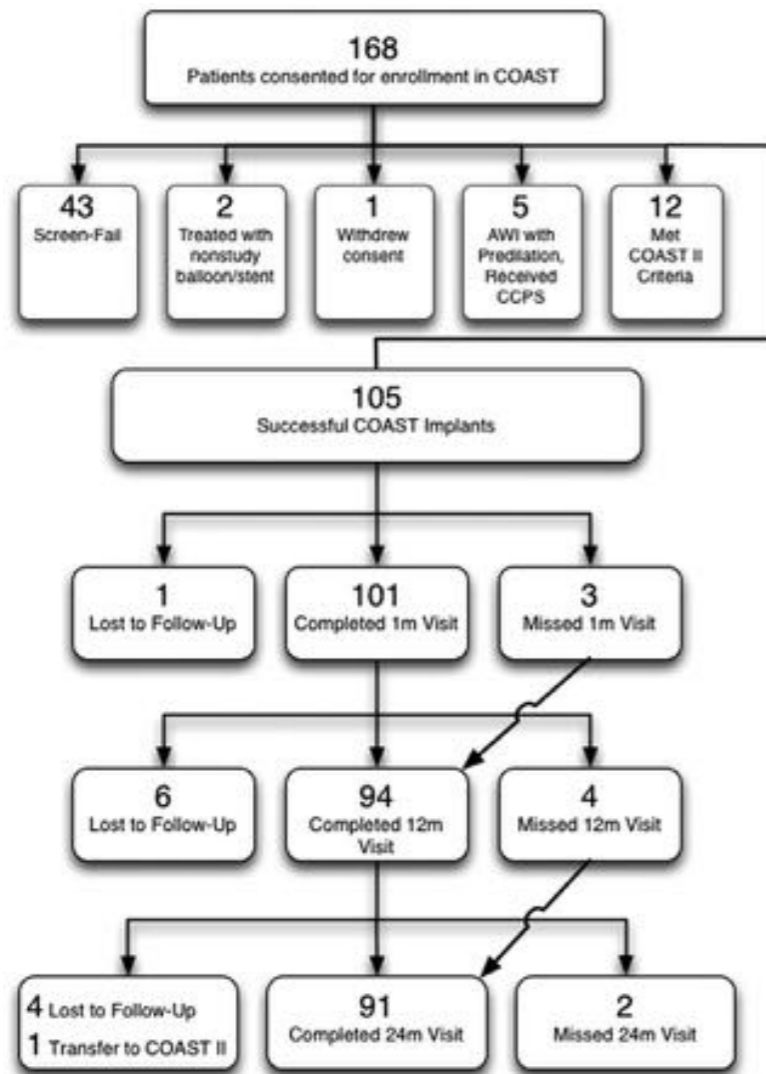 168
Patients consented for enrollment in COAST
43
Screen-Fail
2
Treated with
nonstudy
balloon/stent
1
Withdrew
consent
5
AWI with
Predilation,
Received
CCPS
12
Met
COAST II
Criteria
105
Successful COAST Implants
1
Lost to Follow-Up
101
Completed 1m Visit
3
Missed 1m Visit
6
Lost to Follow-Up
94
Completed 12m
Visit
4
Missed 12m Visit
4 Lost to Follow-Up
1 Transfer to COAST II
91
Completed 24m Visit
2
Missed 24m Visit